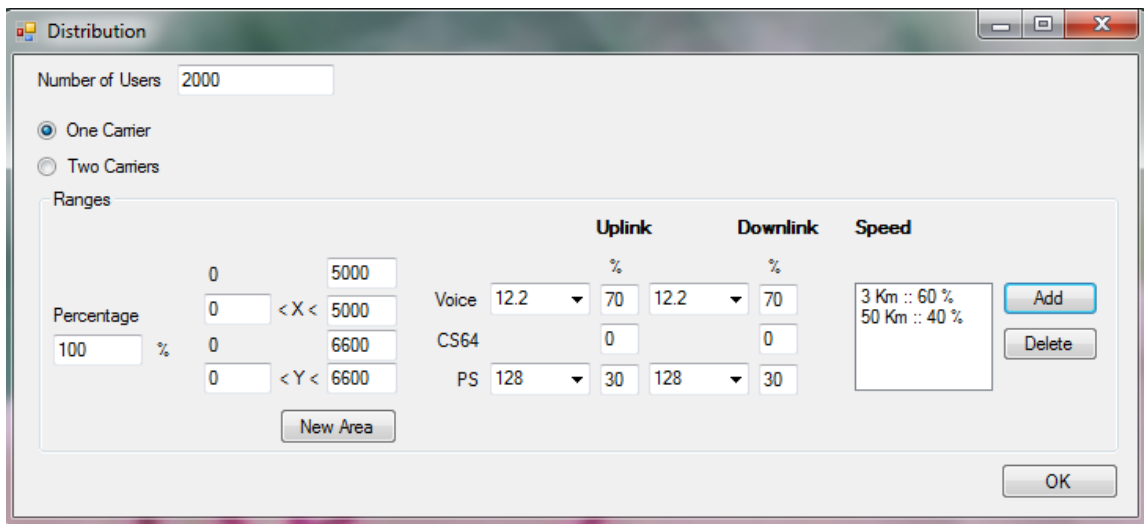 Distribution
Number of Users 2000
One Carrier
Two Carriers
Ranges
Uplink Downlink Speed
% %
0 5000
Percentage 0 < X < 5000 Voice 12.2 70 12.2 70 3 Km :: 60 % Add
50 Km :: 40 %
100 % 0 6600 CS64 0 0 Delete
0 < Y < 6600 PS 128 30 128 30
New Area
OK